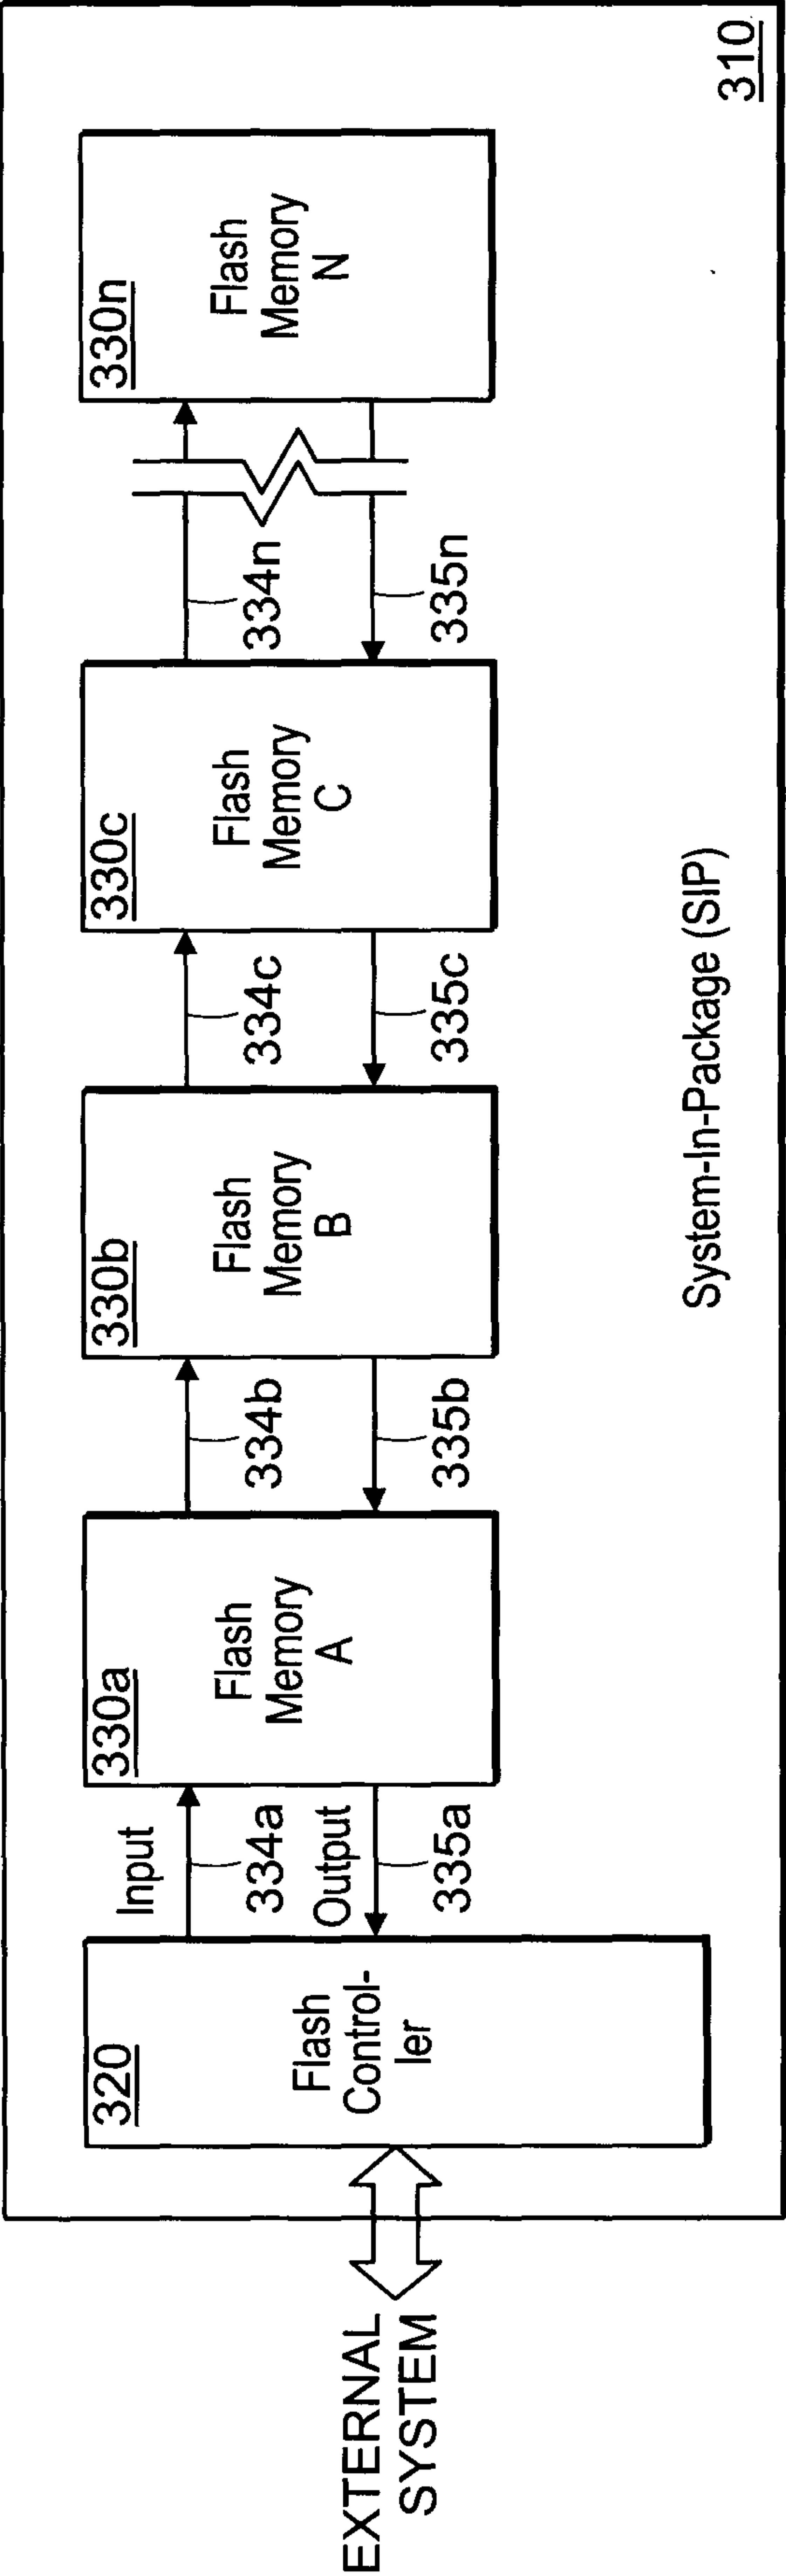 EXTERNAL
SYSTEM
320
Flash
Control-
ler
Input
334a
Output
335a
330a
Flash
Memory
A
334b
335b
330b
Flash
Memory
B
334c
335c
330c
Flash
Memory
C
334n
335n
330n
Flash
Memory
N
System-In-Package (SIP)
310